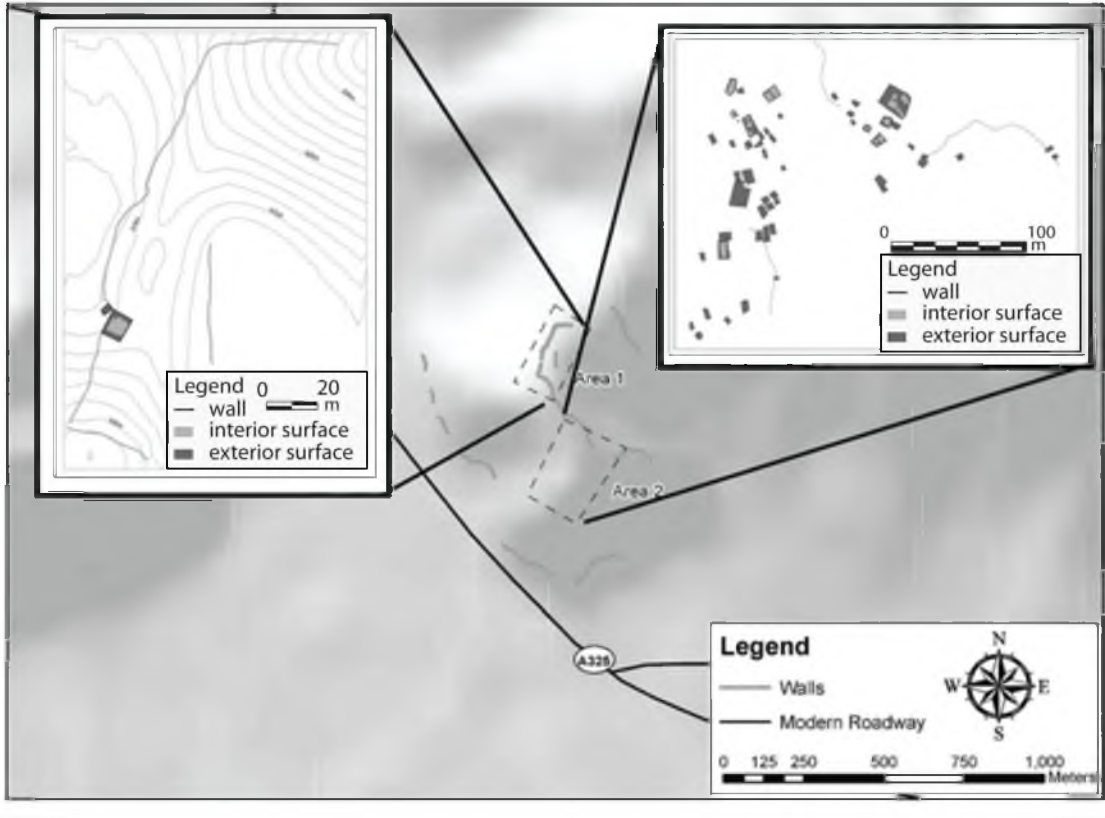 Legend 0 20
wall m
interior surface
exterior surface
0 100
m
Legend
wall
interior surface
exterior surface
Area 1
Area 2
A325
Legend
Walls
Modern Roadway
N
W E
S
0 125 250 500 750 1,000
Meters